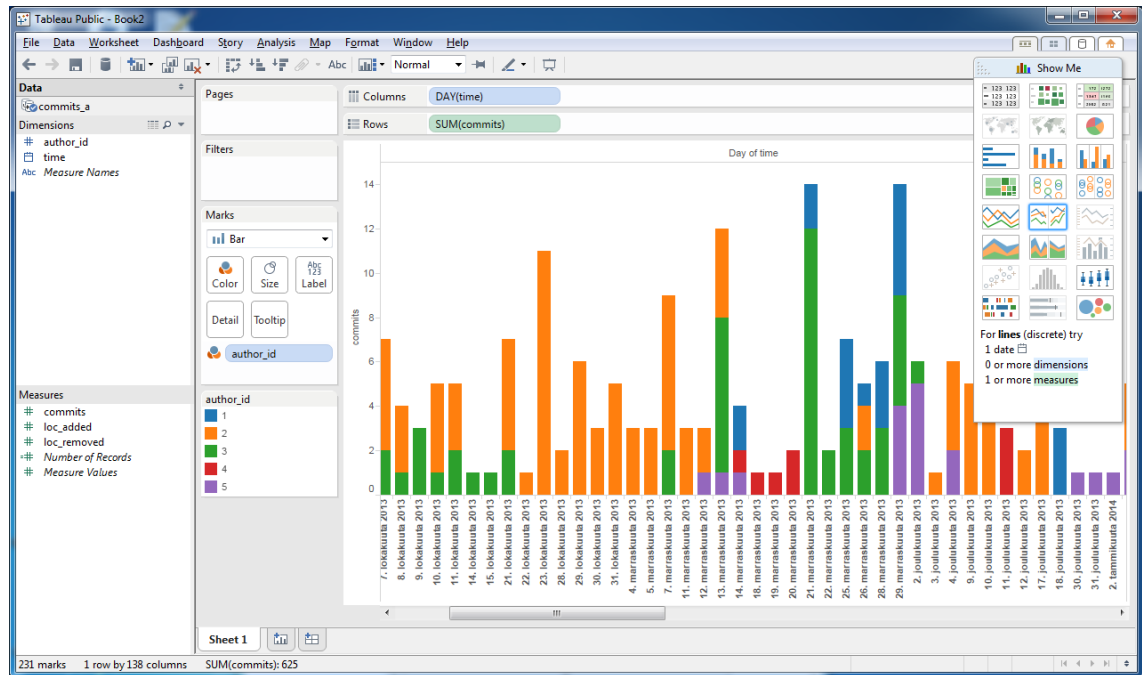 Tableau Public - Book2
File Data Worksheet Dashboard Story Analysis Map Format Window Help
Abc Normal
Data
commits_a
Dimensions
# author_id
time
Abc Measure Names
Measures
# commits
# loc_added
# loc_removed
=# Number of Records
# Measure Values
Pages
Filters
Marks
Bar
Color
Size
Abc
123
Label
Detail
Tooltip
author_id
author_id
1
2
3
4
5
Columns DAY(time)
Rows SUM(commits)
Day of time
commits
14
12
10
8
6
4
2
0
7. lokakuuta 2013
8. lokakuuta 2013
9. lokakuuta 2013
10. lokakuuta 2013
11. lokakuuta 2013
14. lokakuuta 2013
15. lokakuuta 2013
21. lokakuuta 2013
22. lokakuuta 2013
23. lokakuuta 2013
28. lokakuuta 2013
29. lokakuuta 2013
30. lokakuuta 2013
31. lokakuuta 2013
4. marraskuuta 2013
5. marraskuuta 2013
7. marraskuuta 2013
11. marraskuuta 2013
12. marraskuuta 2013
13. marraskuuta 2013
14. marraskuuta 2013
18. marraskuuta 2013
19. marraskuuta 2013
20. marraskuuta 2013
21. marraskuuta 2013
22. marraskuuta 2013
25. marraskuuta 2013
26. marraskuuta 2013
28. marraskuuta 2013
29. marraskuuta 2013
2. joulukuuta 2013
3. joulukuuta 2013
4. joulukuuta 2013
9. joulukuuta 2013
10. joulukuuta 2013
11. joulukuuta 2013
12. joulukuuta 2013
17. joulukuuta 2013
18. joulukuuta 2013
30. joulukuuta 2013
31. joulukuuta 2013
2. tammikuuta 2014
Show Me
For lines (discrete) try
1 date
0 or more dimensions
1 or more measures
Sheet 1
231 marks 1 row by 138 columns SUM(commits): 625